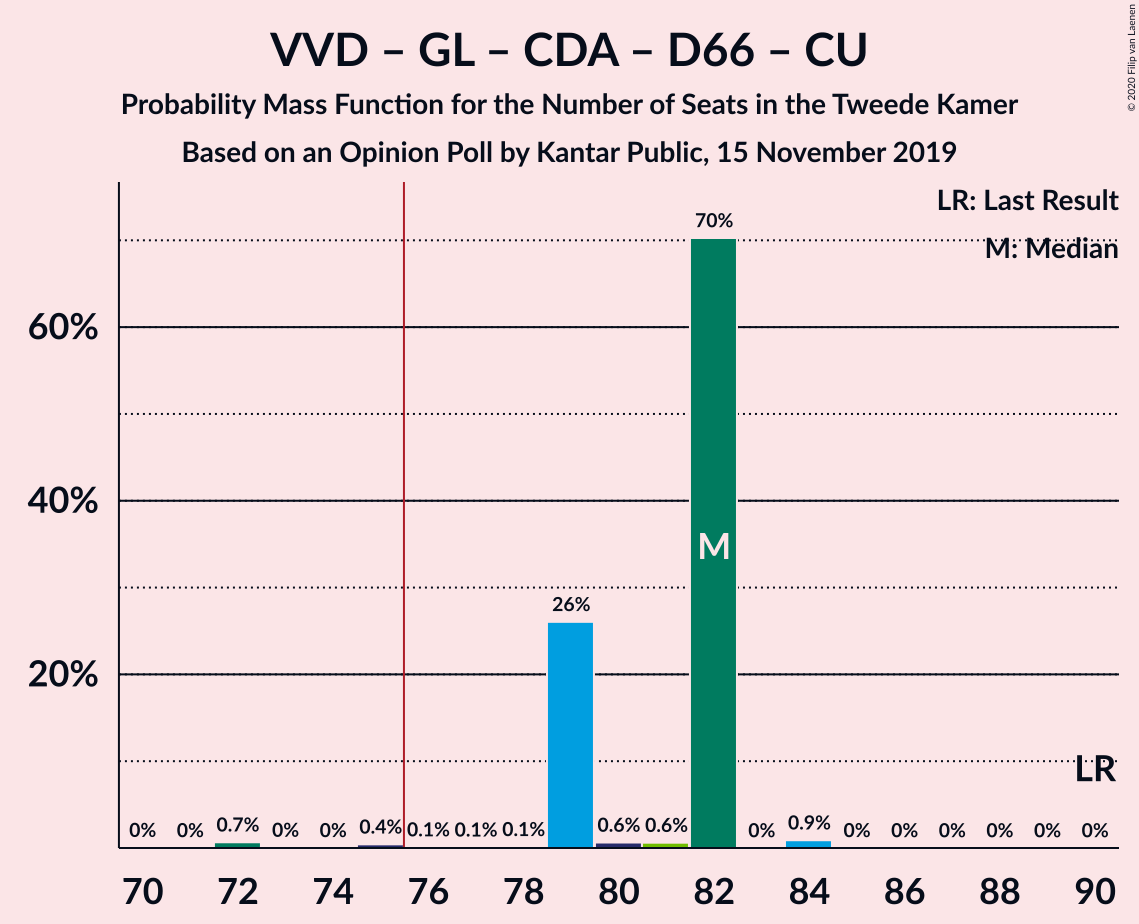 VVD – GL – CDA – D66 – CU
Probability Mass Function for the Number of Seats in the Tweede Kamer
Based on an Opinion Poll by Kantar Public, 15 November 2019
© 2020 Filip van Laenen
LR: Last Result
M: Median
70%
60%
40%
M
26%
20%
LR
0% 0% 0.7% 0% 0% 0.4% 0.1% 0.1% 0.1% 0.6% 0.6% 0% 0.9% 0% 0% 0% 0% 0% 0%
70 72 74 76 78 80 82 84 86 88 90